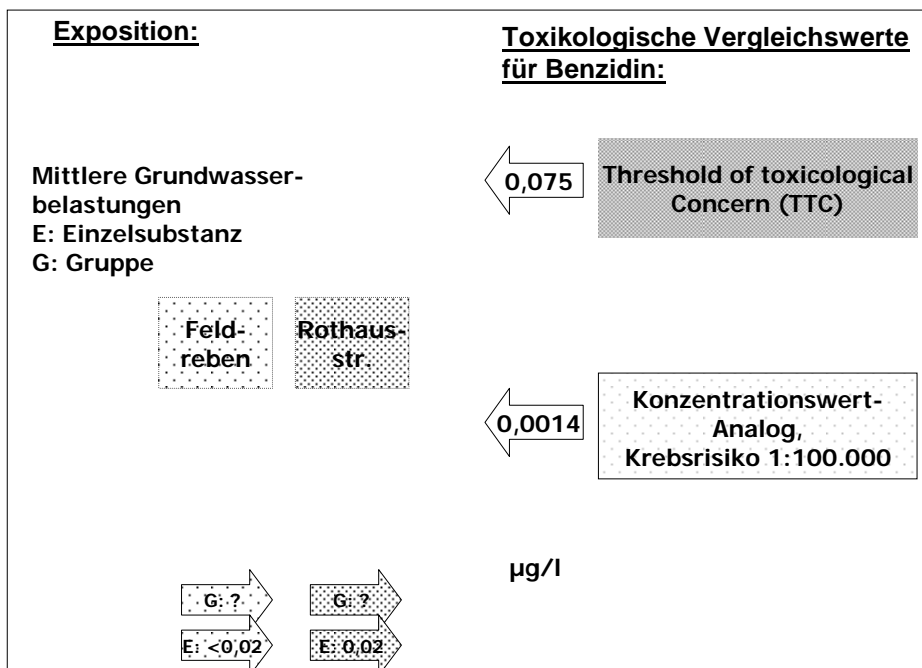 Exposition:
Toxikologische Vergleichswerte
für Benzidin:
Mittlere Grundwasser-
belastungen
E: Einzelsubstanz
G: Gruppe
0,075
Threshold of toxicological
Concern (TTC)
Feld-
reben
Rothaus-
str.
0,0014
Konzentrationswert-
Analog,
Krebsrisiko 1:100.000
µg/l
G: ?
G: ?
E: <0,02
E: 0,02